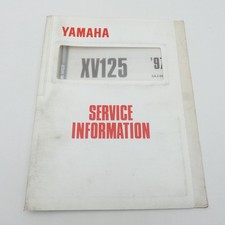 YAMAHA
XV125 '97
SERVICE
INFORMATION